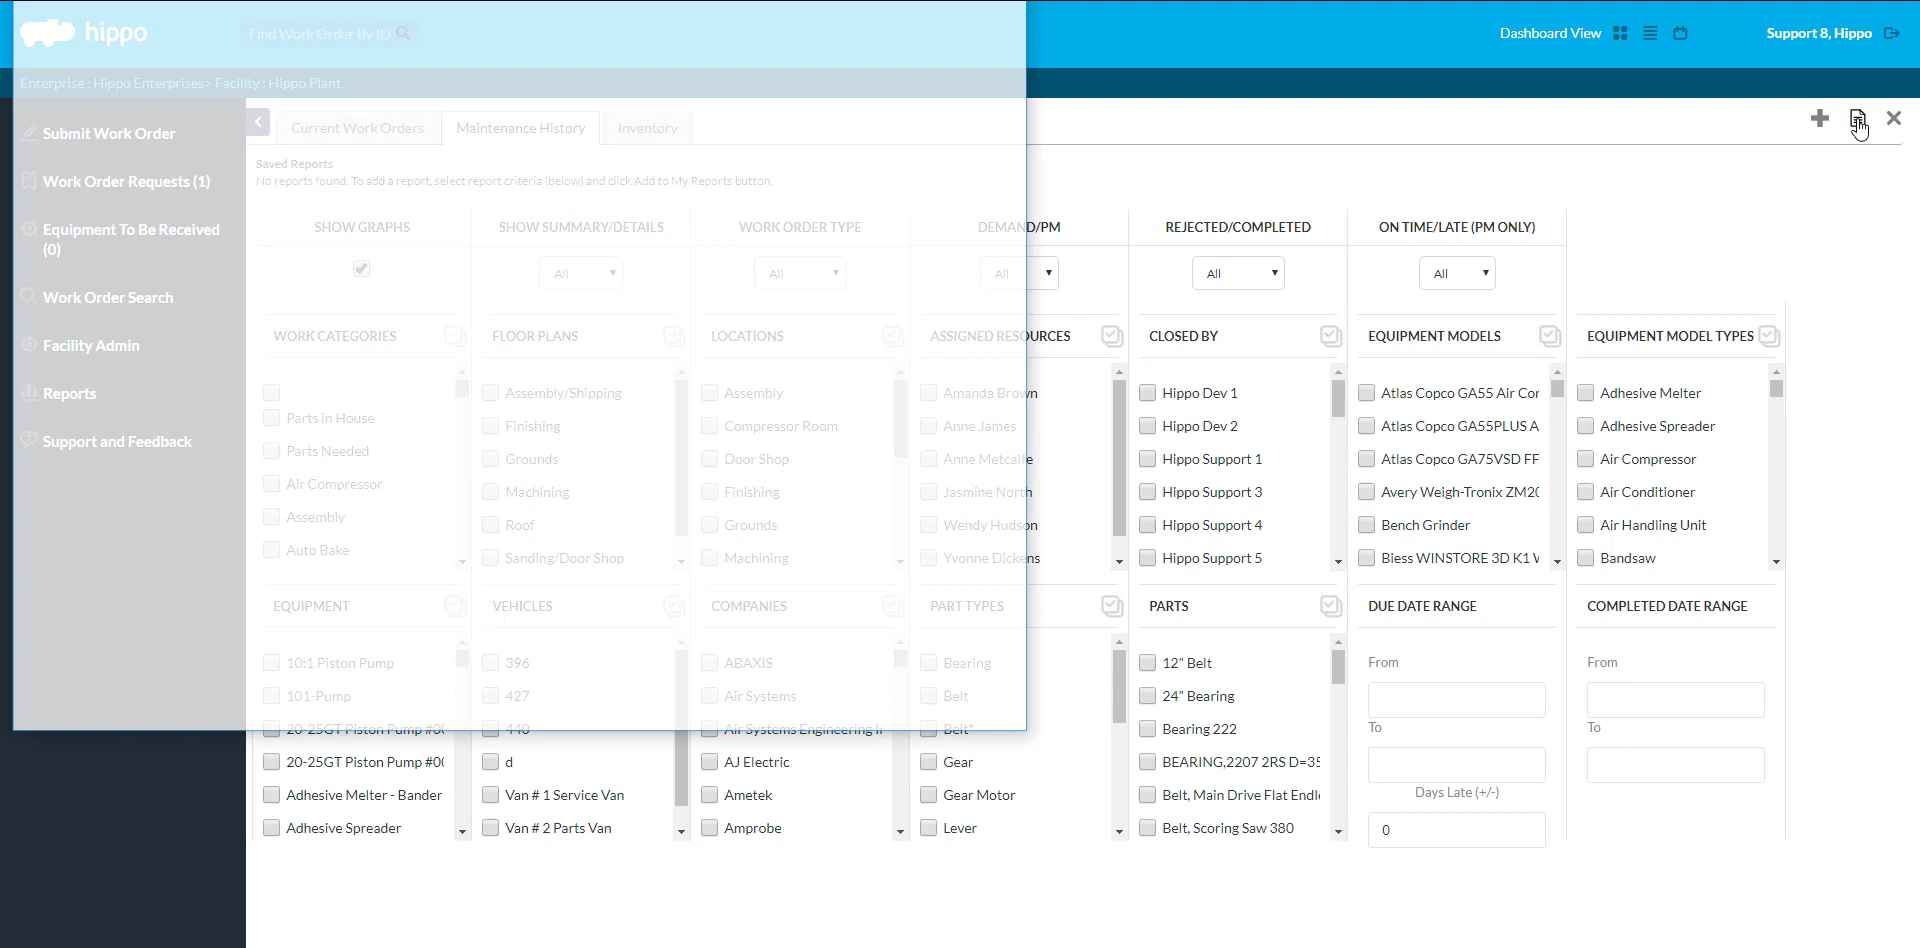 hippo
Find Work Order By ID
Dashboard View
Support 8, Hippo
Enterprise : Hippo Enterprises> Facility : Hippo Plant
Submit Work Order
Work Order Requests (1)
Equipment To Be Received
(0)
Work Order Search
Facility Admin
Reports
Support and Feedback
Current Work Orders
Maintenance History
Inventory
Saved Reports
No reports found. To add a report, select report criteria (below) and click Add to My Reports button.
SHOW GRAPHS
SHOW SUMMARY/DETAILS
All
WORK ORDER TYPE
All
DEMAND/PM
All
REJECTED/COMPLETED
All
ON TIME/LATE (PM ONLY)
All
WORK CATEGORIES
Parts in House
Parts Needed
Air Compressor
Assembly
Auto Bake
FLOOR PLANS
Assembly/Shipping
Finishing
Grounds
Machining
Roof
Sanding/Door Shop
LOCATIONS
Assembly
Compressor Room
Door Shop
Finishing
Grounds
Machining
ASSIGNED RESOURCES
Amanda Brown
Anne James
Anne Metcalfe
Jasmine North
Wendy Hudson
Yvonne Dickens
CLOSED BY
Hippo Dev 1
Hippo Dev 2
Hippo Support 1
Hippo Support 3
Hippo Support 4
Hippo Support 5
EQUIPMENT MODELS
Atlas Copco GA55 Air Cor
Atlas Copco GA55PLUS A
Atlas Copco GA75VSD FF
Avery Weigh-Tronix ZM20
Bench Grinder
Biess WINSTORE 3D K1 V
EQUIPMENT MODEL TYPES
Adhesive Melter
Adhesive Spreader
Air Compressor
Air Conditioner
Air Handling Unit
Bandsaw
EQUIPMENT
10:1 Piston Pump
101-Pump
20-25GT Piston Pump #00
20-25GT Piston Pump #00
Adhesive Melter - Bander
Adhesive Spreader
VEHICLES
396
427
440
d
Van # 1 Service Van
Van # 2 Parts Van
COMPANIES
ABAXIS
Air Systems
Air Systems Engineering I
AJ Electric
Ametek
Amprobe
PART TYPES
Bearing
Belt
Belt*
Gear
Gear Motor
Lever
PARTS
12" Belt
24" Bearing
Bearing 222
BEARING,2207 2RS D=35
Belt, Main Drive Flat Endl
Belt, Scoring Saw 380
DUE DATE RANGE
From
To
Days Late (+/-)
0
COMPLETED DATE RANGE
From
To